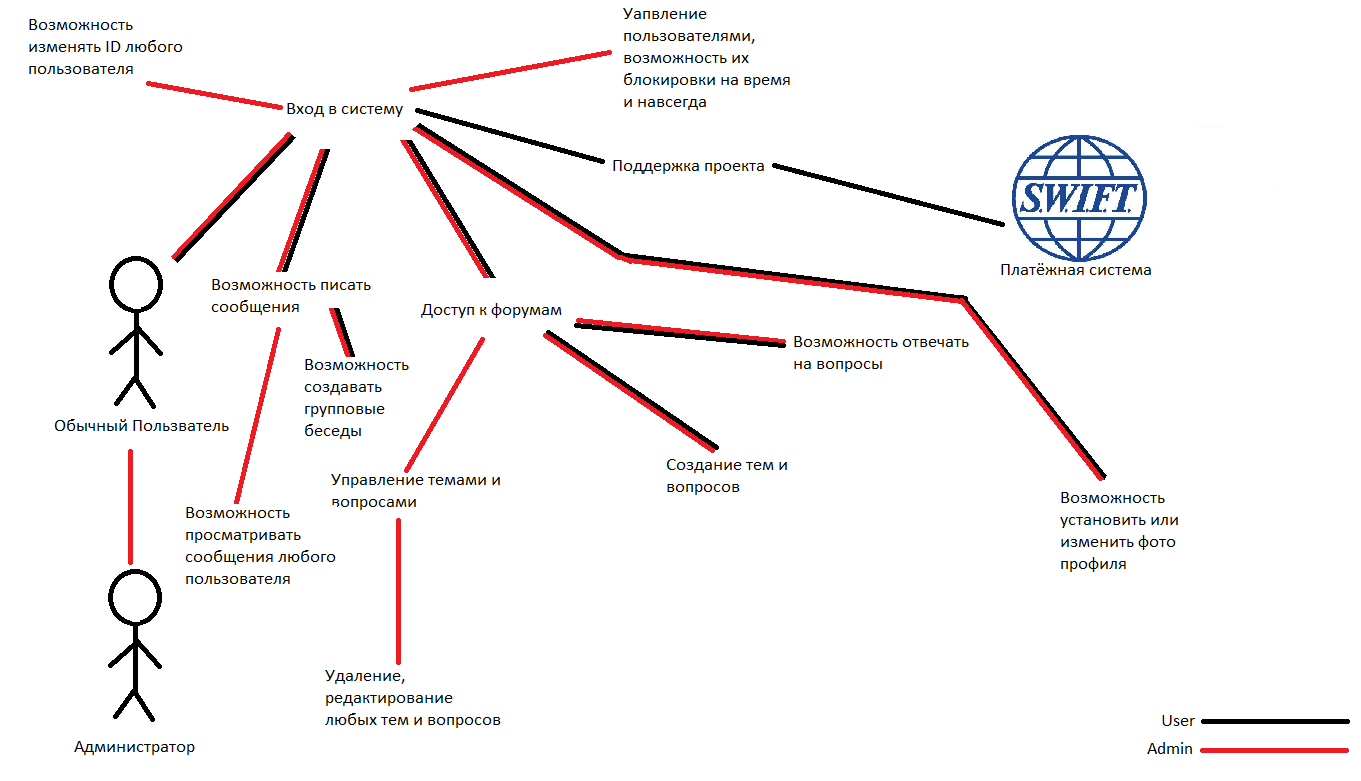 Возможность
изменять ID любого
пользователя
Уапвление
пользователями,
возможность их
блокировки на время
и навсегда
Вход в систему
Поддержка проекта
S.W.I.F.T.
Платёжная система
Возможность писать
сообщения
Доступ к форумам
Возможность отвечать
на вопросы
Возможность
создавать
групповые
беседы
Обычный Пользватель
Создание тем и
вопросов
Управление темами и
вопросами
Возможность
установить или
изменить фото
профиля
Возможность
просматривать
сообщения любого
пользователя
Удаление,
редактирование
любых тем и вопросов
Администратор
User
Admin